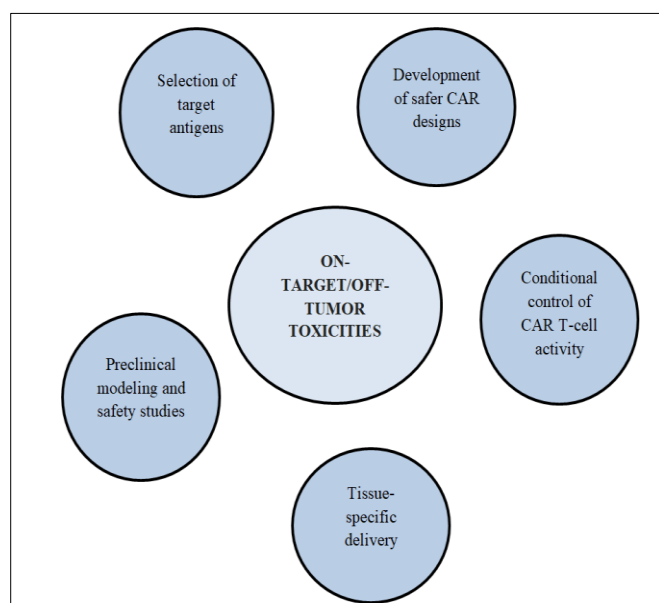 Selection of
target
antigens
Development
of safer CAR
designs
ON-
TARGET/OFF-
TUMOR
TOXICITIES
Conditional
control of
CAR T-cell
activity
Preclinical
modeling and
safety studies
Tissue-
specific
delivery